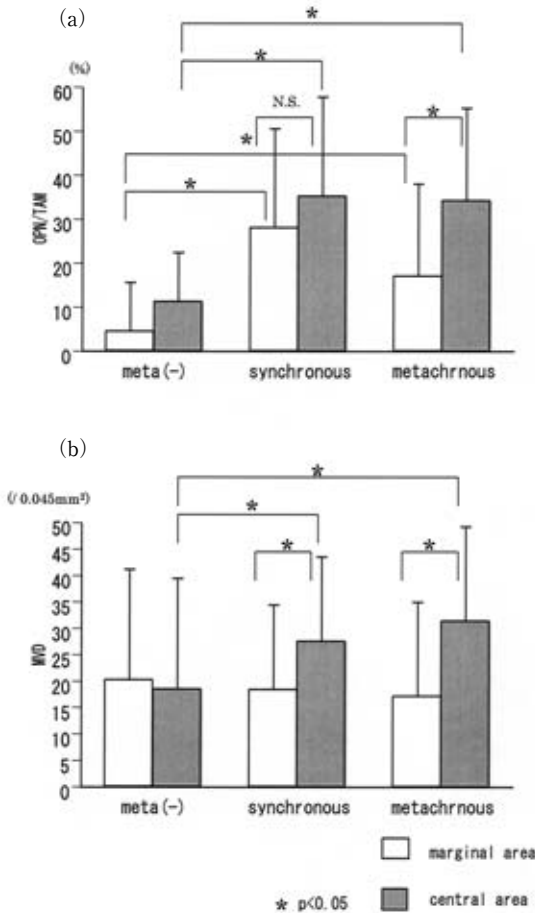 (a)
(%)
60
50
40
30
20
10
0
OPN/TAM
*
*
N.S.
*
*
*
meta(-)
synchronous
metachrnous
(b)
(/0.045mm²)
50
45
40
35
30
25
20
15
10
5
0
MVD
*
*
*
*
meta(-)
synchronous
metachrnous
marginal area
* p<0.05
central area